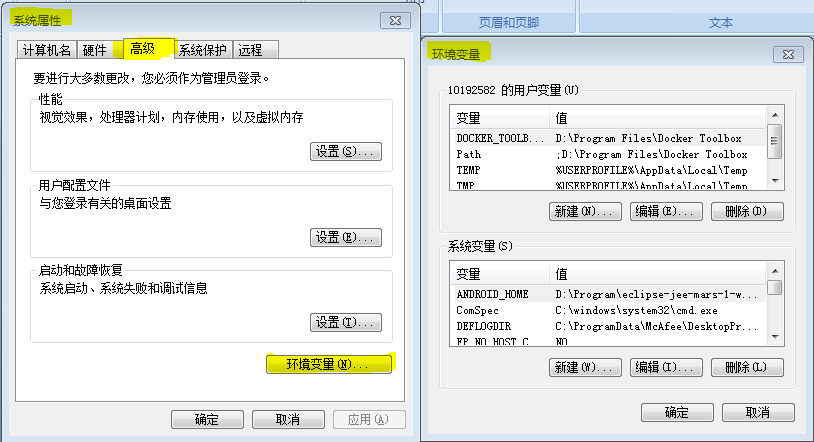 系统属性
计算机名 硬件 高级 系统保护 远程
要进行大多数更改，您必须作为管理员登录。
性能
视觉效果，处理器计划，内存使用，以及虚拟内存
设置(S)...
用户配置文件
与您登录有关的桌面设置
设置(E)...
启动和故障恢复
系统启动、系统失败和调试信息
设置(T)...
环境变量(N)...
确定 取消 应用(A)
页眉和页脚 文本
环境变量
10192582 的用户变量(U)
变量 值
DOCKER_TOOLB... D:\Program Files\Docker Toolbox
Path ;D:\Program Files\Docker Toolbox
TEMP %USERPROFILE%\AppData\Local\Temp
TMP %USERPROFILE%\AppData\Local\Temp
新建(N)... 编辑(E)... 删除(D)
系统变量(S)
变量 值
ANDROID_HOME D:\Program\eclipse-jee-mars-1-w...
ComSpec C:\windows\system32\cmd.exe
DEFLOGDIR C:\ProgramData\McAfee\DesktopPr...
FP_NO_HOST_C NO
新建(W)... 编辑(I)... 删除(L)
确定 取消